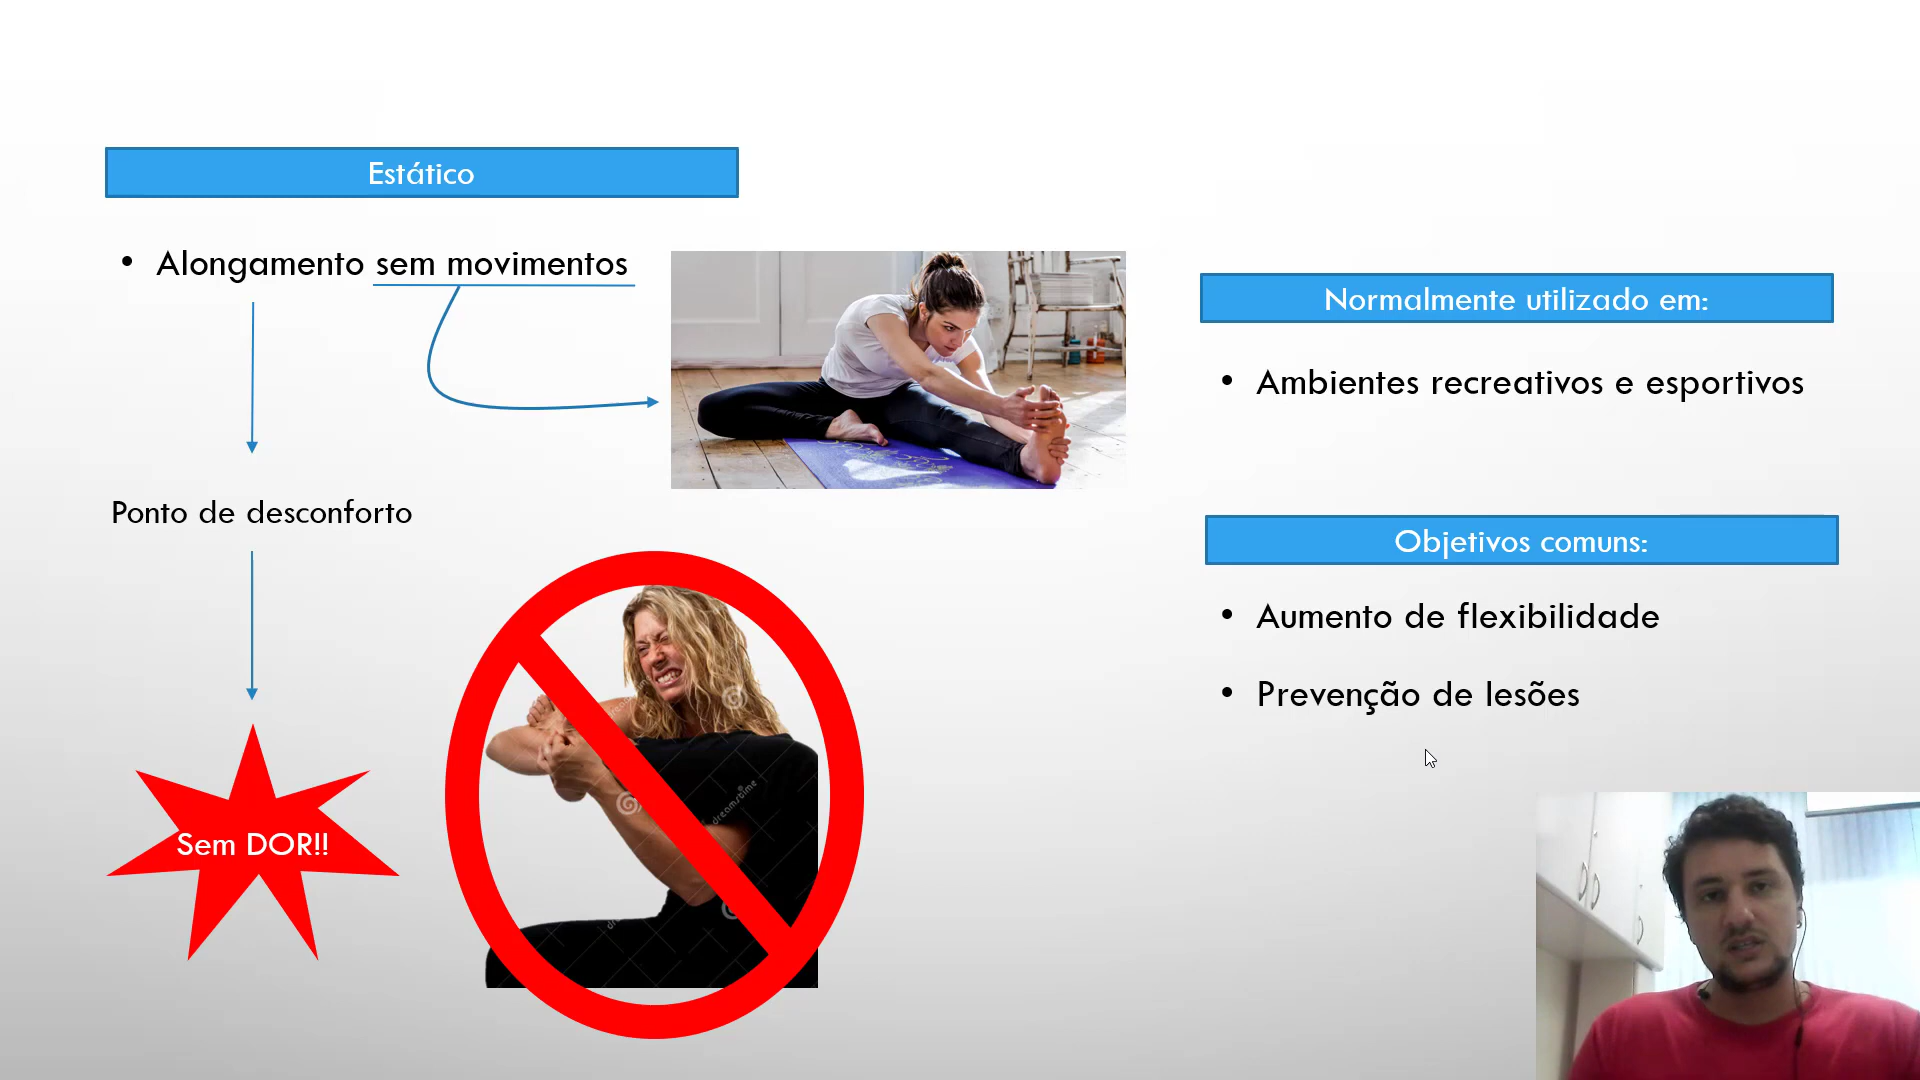 Estático
• Alongamento sem movimentos
Ponto de desconforto
Sem DOR!!
dreamstime
Normalmente utilizado em:
• Ambientes recreativos e esportivos
Objetivos comuns:
• Aumento de flexibilidade
• Prevenção de lesões